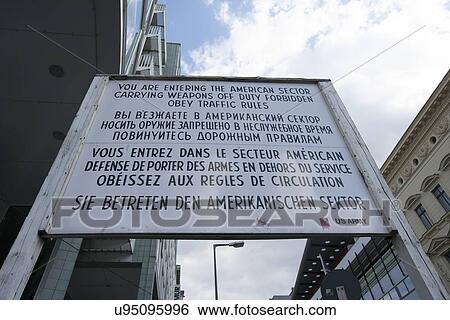 YOU ARE ENTERING THE AMERICAN SECTOR
CARRYING WEAPONS OFF DUTY FORBIDDEN
OBEY TRAFFIC RULES
ВЫ ВЪЕЗЖАЕТЕ В АМЕРИКАНСКИЙ СЕКТОР
НОСИТЬ ОРУЖИЕ ЗАПРЕЩЕНО В НЕСЛУЖЕБНОЕ ВРЕМЯ
ПОВИНУЙТЕСЬ ДОРОЖНЫМ ПРАВИЛАМ
VOUS ENTREZ DANS LE SECTEUR AMÉRICAIN
DÉFENSE DE PORTER DES ARMES EN DEHORS DU SERVICE
OBÉISSEZ AUX RÈGLES DE CIRCULATION
SIE BETRETEN DEN AMERIKANISCHEN SEKTOR
US ARMY
FOTOSEARCH
u95095996 www.fotosearch.com